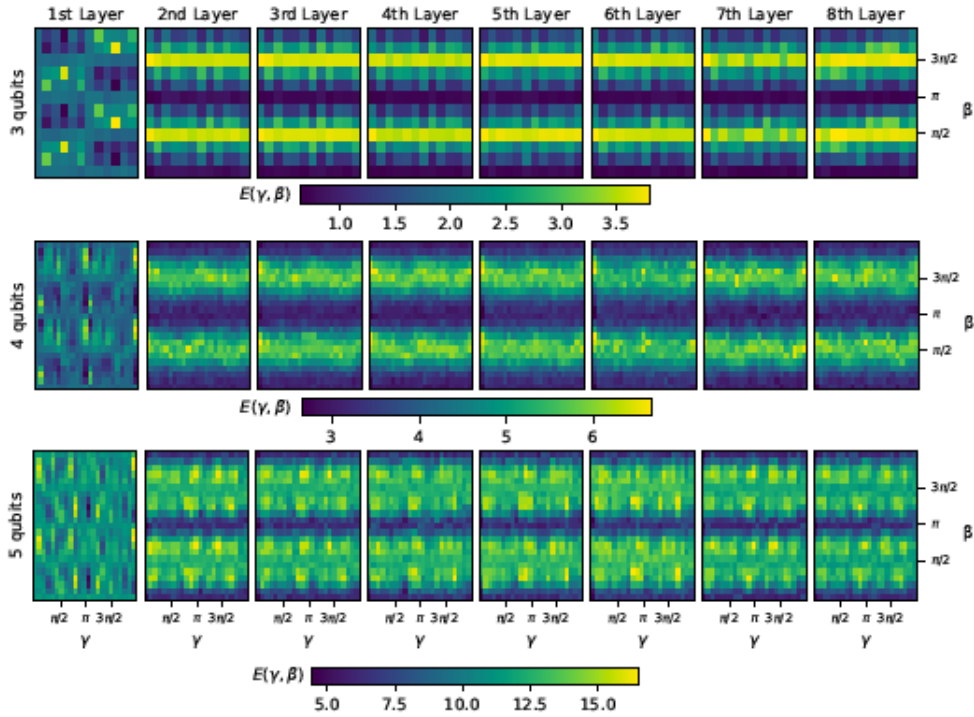 1st Layer 2nd Layer 3rd Layer 4th Layer 5th Layer 6th Layer 7th Layer 8th Layer
3 qubits
3π/2
π
π/2
β
E(γ, β)
1.0 1.5 2.0 2.5 3.0 3.5
4 qubits
3π/2
π
π/2
β
E(γ, β)
3 4 5 6
5 qubits
3π/2
π
π/2
β
π/2 π 3π/2 π/2 π 3π/2 π/2 π 3π/2 π/2 π 3π/2 π/2 π 3π/2 π/2 π 3π/2 π/2 π 3π/2 π/2 π 3π/2
γ γ γ γ γ γ γ γ
E(γ, β)
5.0 7.5 10.0 12.5 15.0